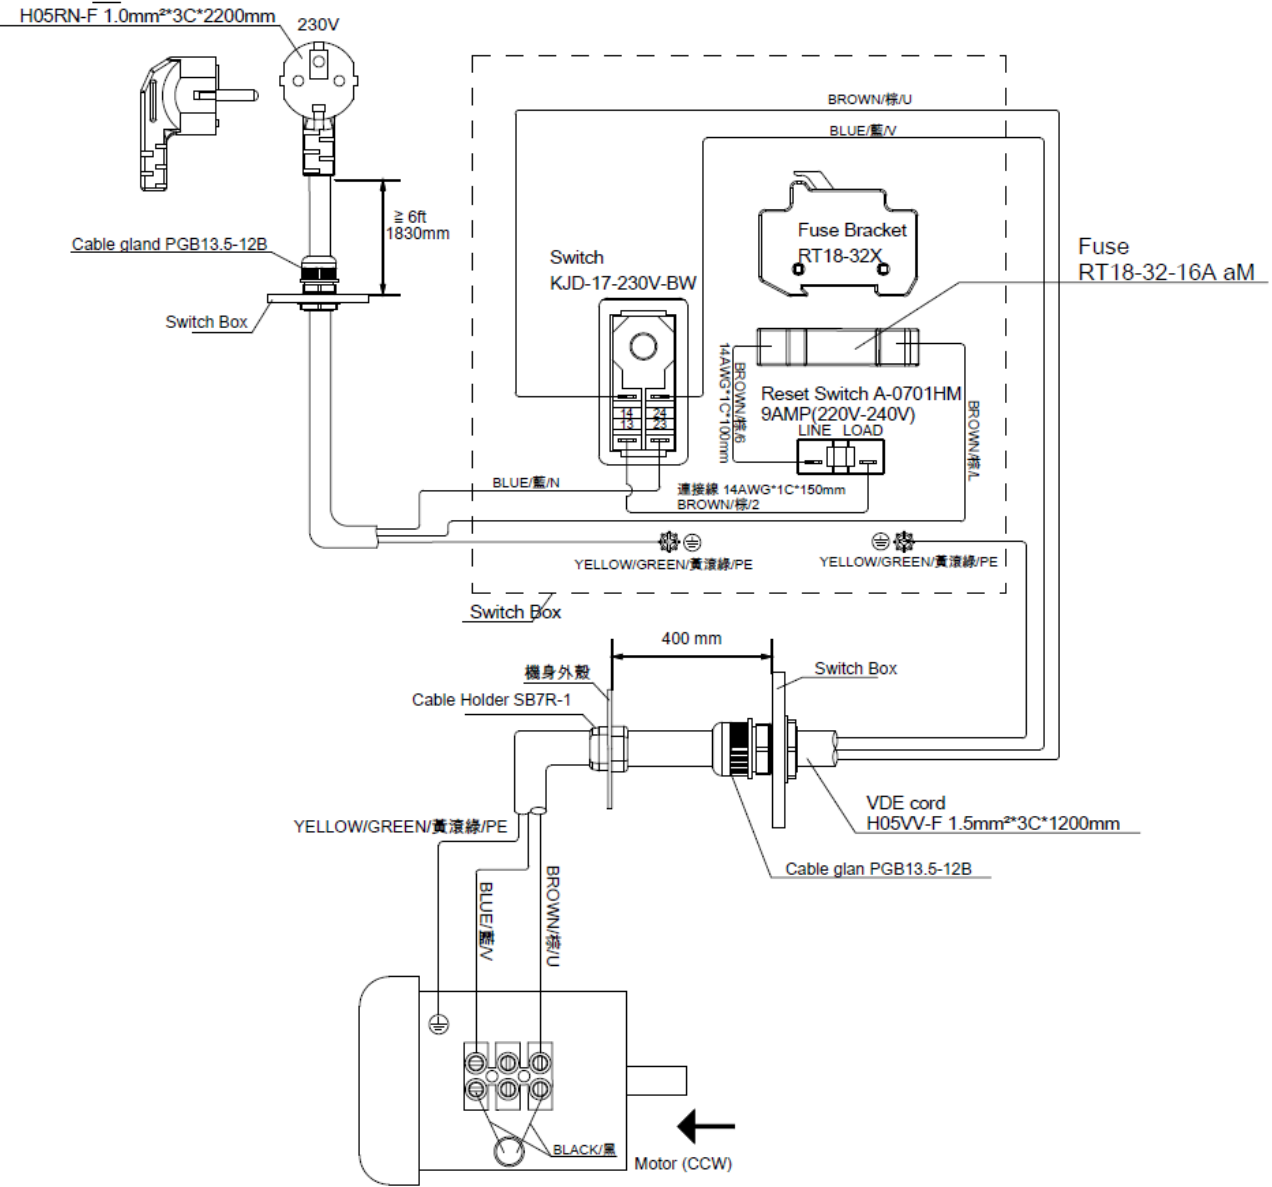 H05RN-F 1.0mm²*3C*2200mm
230V
BROWN/棕/U
BLUE/藍/V
≧ 6ft
1830mm
Cable gland PGB13.5-12B
Switch Box
Switch
KJD-17-230V-BW
Fuse Bracket
RT18-32X
Fuse
RT18-32-16A aM
14
13
24
23
BROWN/棕/6
14AWG*1C*100mm
Reset Switch A-0701HM
9AMP(220V-240V)
LINE LOAD
BROWN/棕/L
BLUE/藍/N
連接線 14AWG*1C*150mm
BROWN/棕/2
YELLOW/GREEN/黃滾綠/PE
YELLOW/GREEN/黃滾綠/PE
Switch Box
400 mm
機身外殼
Switch Box
Cable Holder SB7R-1
VDE cord
H05VV-F 1.5mm²*3C*1200mm
YELLOW/GREEN/黃滾綠/PE
Cable glan PGB13.5-12B
BLUE/藍/V
BROWN/棕/U
BLACK/黑
Motor (CCW)